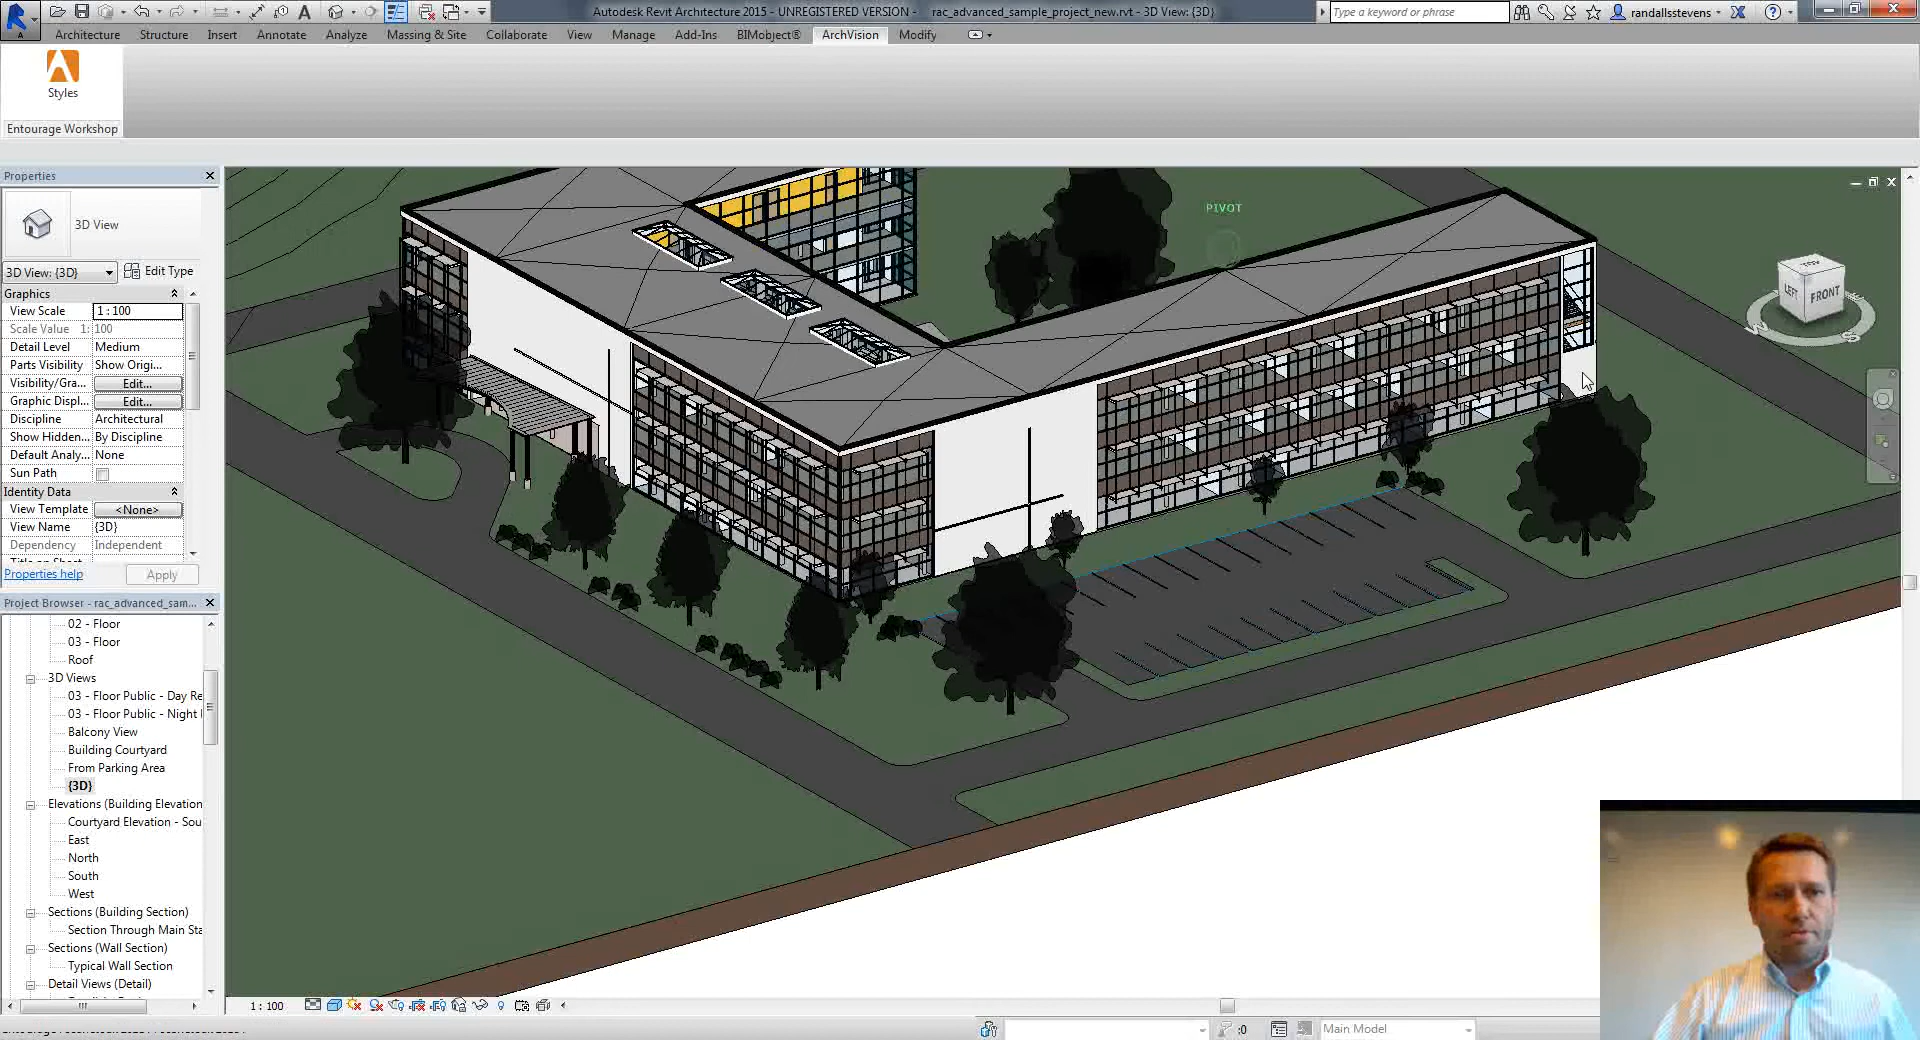 Autodesk Revit Architecture 2015 - UNREGISTERED VERSION - rac_advanced_sample_project_new.rvt - 3D View: {3D}
Type a keyword or phrase
randallsstevens
Architecture Structure Insert Annotate Analyze Massing & Site Collaborate View Manage Add-Ins BIMobject® ArchVision Modify
Styles
Entourage Workshop
Properties
3D View
3D View: {3D}
Edit Type
Graphics
View Scale 1 : 100
Scale Value 1: 100
Detail Level Medium
Parts Visibility Show Origi...
Visibility/Gra... Edit...
Graphic Displ... Edit...
Discipline Architectural
Show Hidden... By Discipline
Default Analy... None
Sun Path
Identity Data
View Template <None>
View Name {3D}
Dependency Independent
Properties help
Apply
Project Browser - rac_advanced_sam...
02 - Floor
03 - Floor
Roof
3D Views
03 - Floor Public - Day Re
03 - Floor Public - Night
Balcony View
Building Courtyard
From Parking Area
{3D}
Elevations (Building Elevation
Courtyard Elevation - Sou
East
North
South
West
Sections (Building Section)
Section Through Main Sta
Sections (Wall Section)
Typical Wall Section
Detail Views (Detail)
PIVOT
TOP
LEFT
FRONT
W
S
1 : 100
:0
Main Model